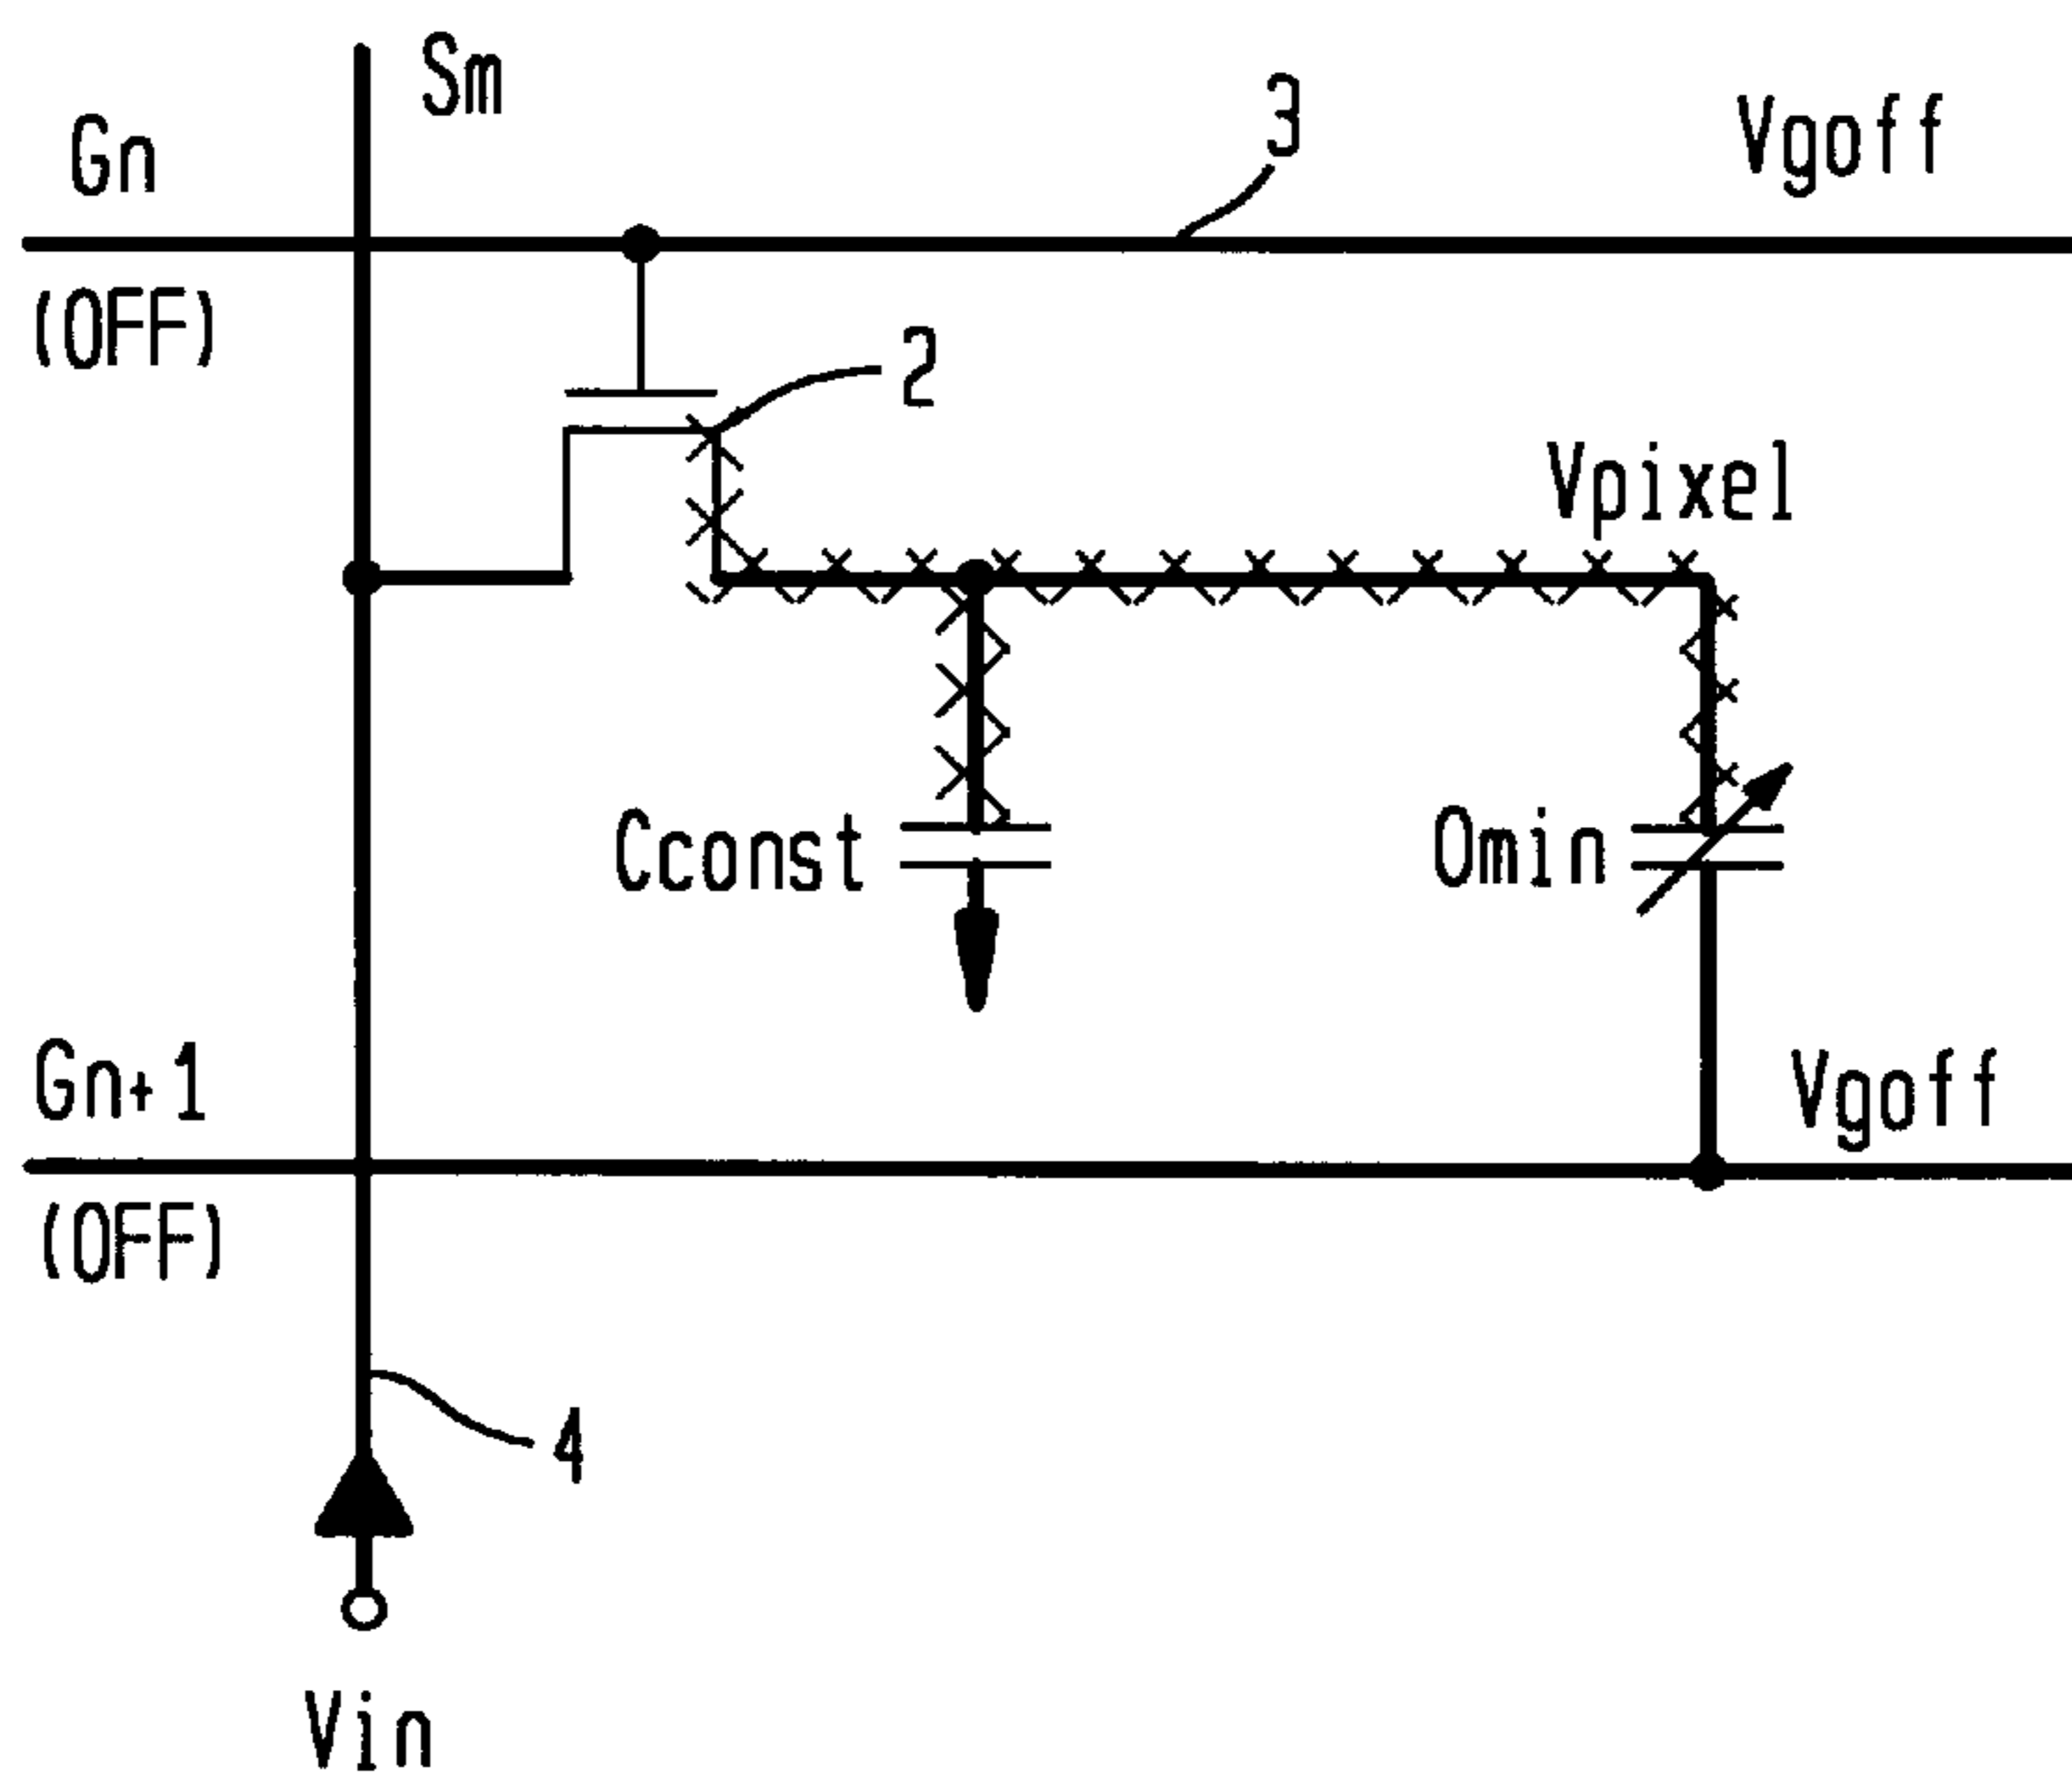 Sm
Gn
3
Vgoff
(OFF)
2
Vpixel
Cconst
Omin
Gn+1
Vgoff
(OFF)
4
Vin